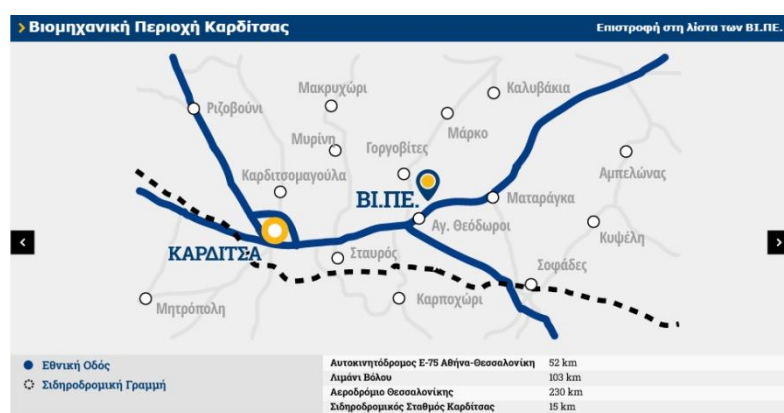 Βιομηχανική Περιοχή Καρδίτσας
Επιστροφή στη λίστα των ΒΙ.ΠΕ.
Μακρυχώρι
Καλυβάκια
Ριζοβούνι
Μάρκο
Μυρίνη
Γοργοβίτες
Αμπελώνας
Καρδιτσομαγούλα
ΒΙ.ΠΕ.
Ματαράγκα
Αγ. Θεόδωροι
Κυψέλη
ΚΑΡΔΙΤΣΑ
Σταυρός
Σοφάδες
Μητρόπολη
Καρποχώρι
Εθνική Οδός
Σιδηροδρομική Γραμμή
Αυτοκινητόδρομος Ε-75 Αθήνα-Θεσσαλονίκη 52 km
Λιμάνι Βόλου 103 km
Αεροδρόμιο Θεσσαλονίκης 230 km
Σιδηροδρομικός Σταθμός Καρδίτσας 15 km